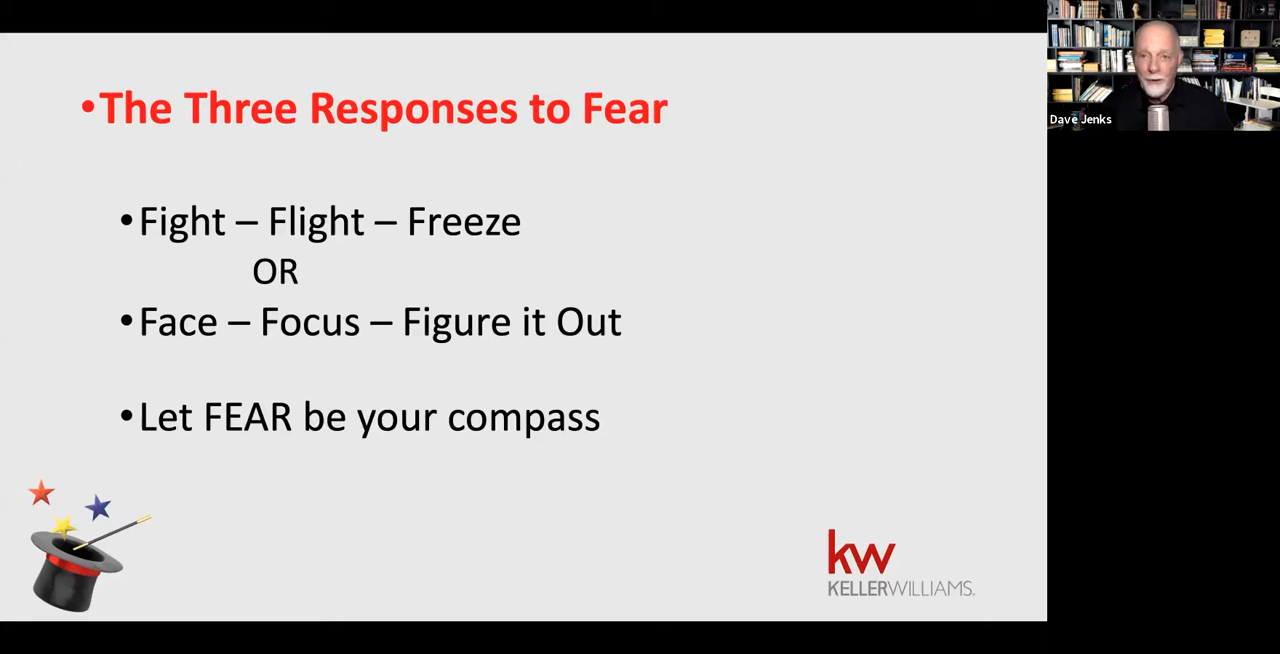 •The Three Responses to Fear
•Fight – Flight – Freeze
OR
•Face – Focus – Figure it Out
•Let FEAR be your compass
kw
KELLERWILLIAMS.
Dave Jenks